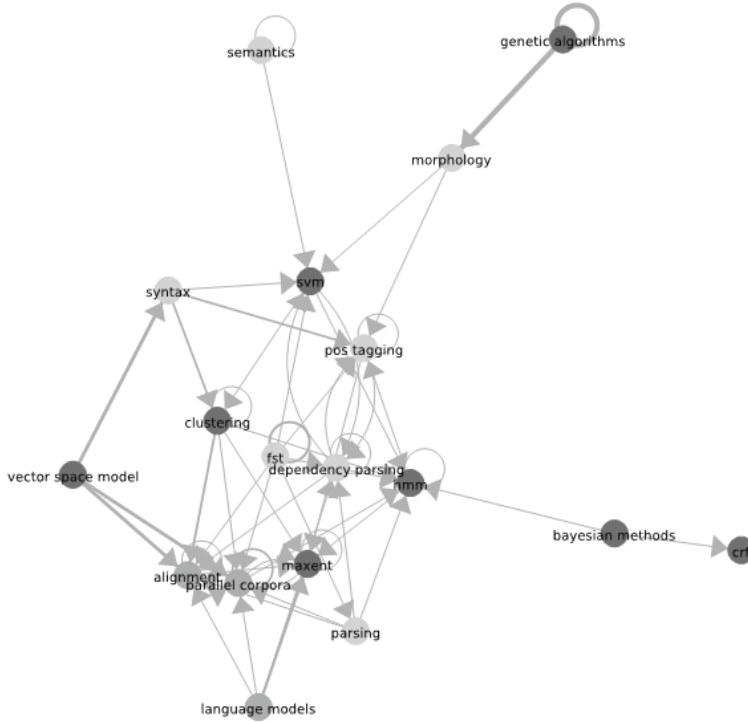 genetic algorithms
semantics
morphology
svm
syntax
pos tagging
clustering
fst
dependency parsing
vector space model
hmm
bayesian methods
crf
maxent
alignment
parallel corpora
parsing
language models